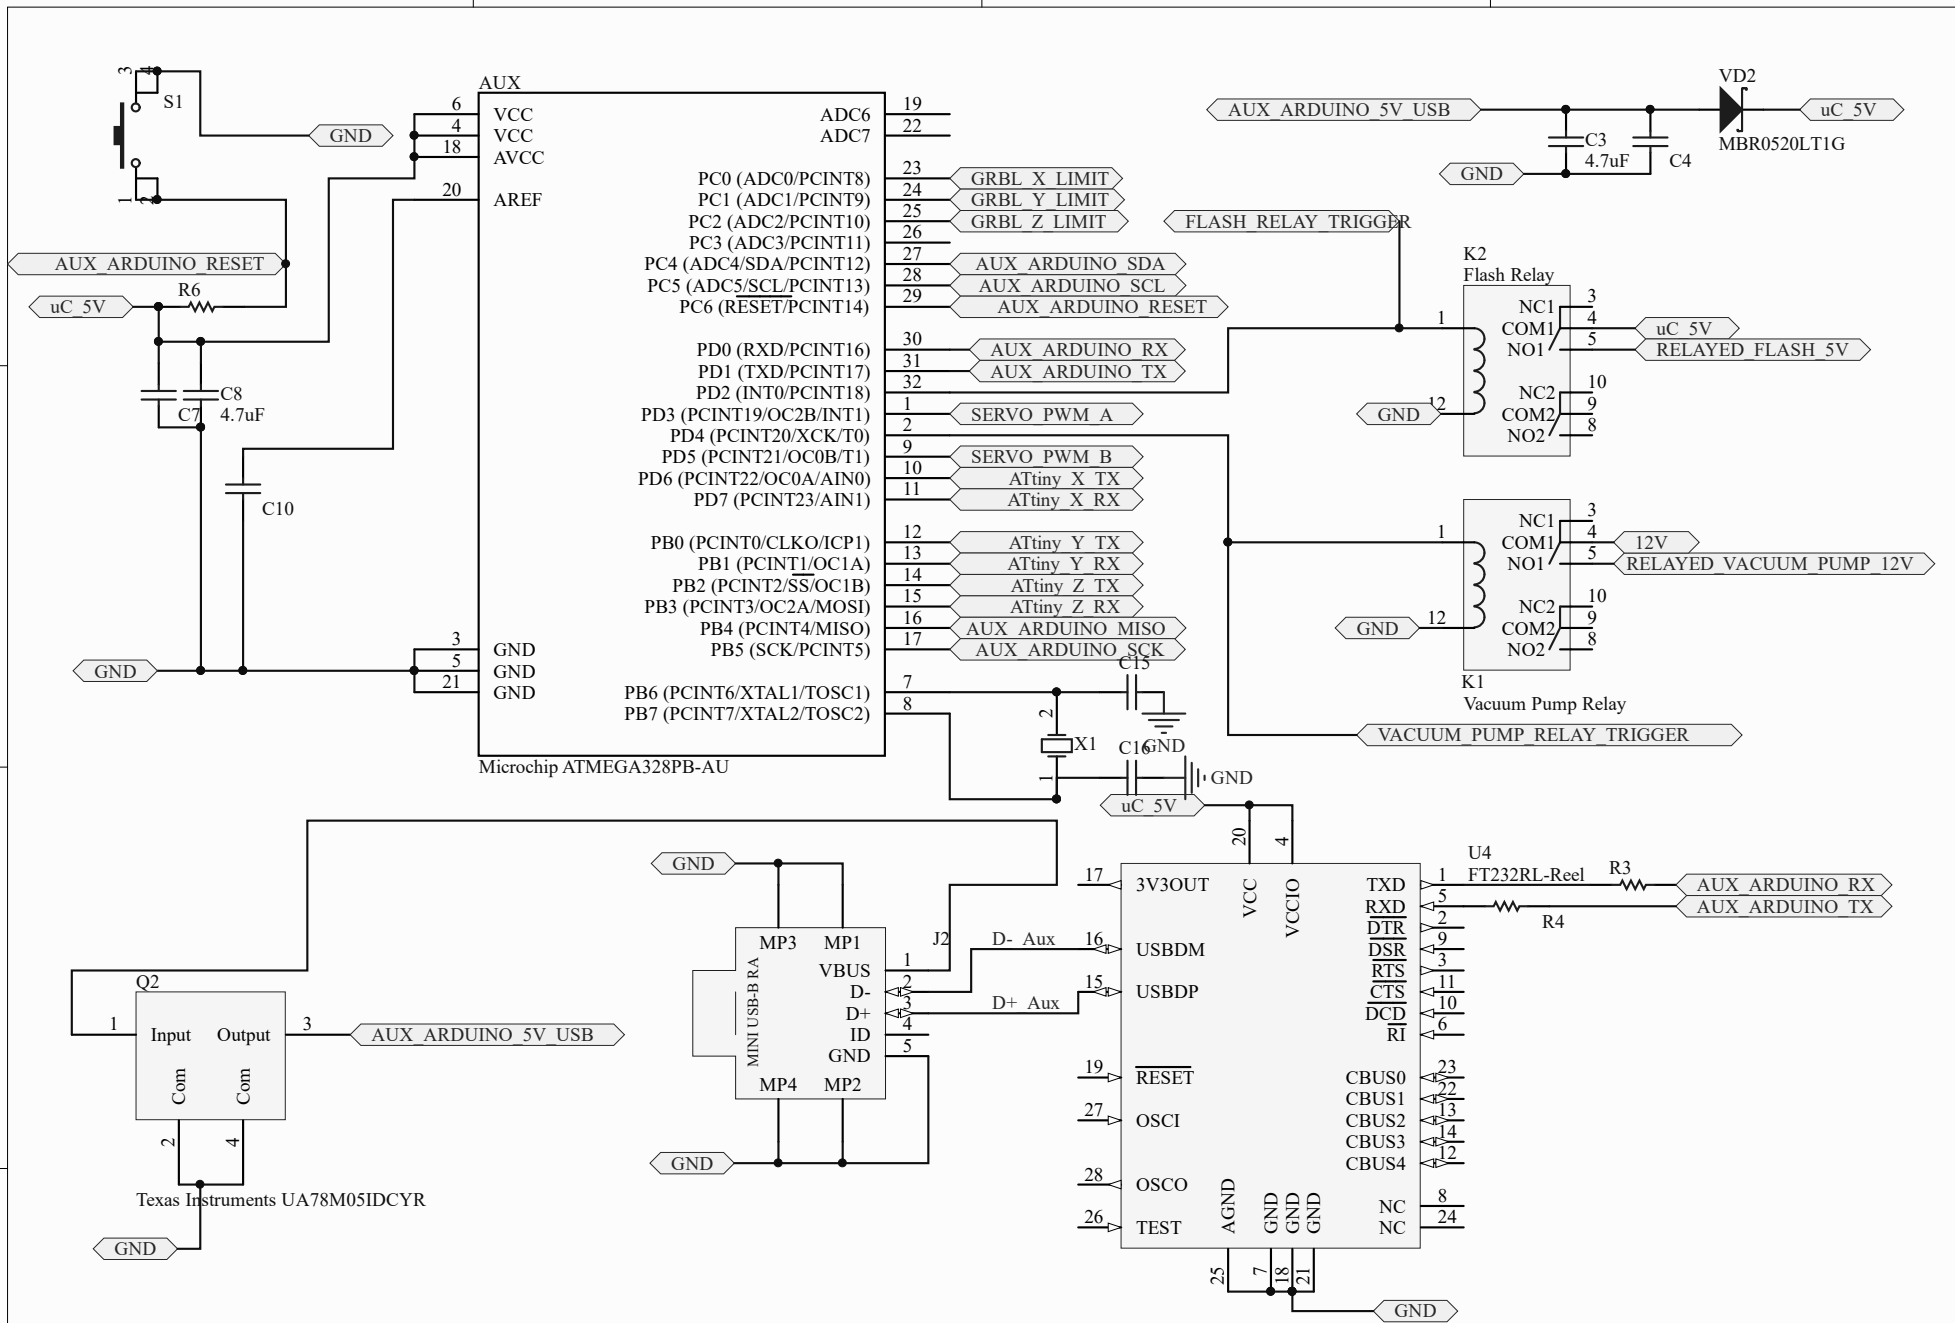 3
4
S1
GND
1
2
AUX_ARDUINO_RESET
uC_5V
R6
C7
C8
4.7uF
C10
GND
AUX
6
VCC
4
VCC
18
AVCC
20
AREF
3
GND
5
GND
21
GND
ADC6
19
ADC7
22
PC0 (ADC0/PCINT8)
23
GRBL_X_LIMIT
PC1 (ADC1/PCINT9)
24
GRBL_Y_LIMIT
PC2 (ADC2/PCINT10)
25
GRBL_Z_LIMIT
PC3 (ADC3/PCINT11)
26
PC4 (ADC4/SDA/PCINT12)
27
AUX_ARDUINO_SDA
PC5 (ADC5/SCL/PCINT13)
28
AUX_ARDUINO_SCL
PC6 (RESET/PCINT14)
29
AUX_ARDUINO_RESET
PD0 (RXD/PCINT16)
30
AUX_ARDUINO_RX
PD1 (TXD/PCINT17)
31
AUX_ARDUINO_TX
PD2 (INT0/PCINT18)
32
PD3 (PCINT19/OC2B/INT1)
1
SERVO_PWM_A
PD4 (PCINT20/XCK/T0)
2
PD5 (PCINT21/OC0B/T1)
9
SERVO_PWM_B
PD6 (PCINT22/OC0A/AIN0)
10
ATtiny_X_TX
PD7 (PCINT23/AIN1)
11
ATtiny_X_RX
PB0 (PCINT0/CLKO/ICP1)
12
ATtiny_Y_TX
PB1 (PCINT1/OC1A)
13
ATtiny_Y_RX
PB2 (PCINT2/SS/OC1B)
14
ATtiny_Z_TX
PB3 (PCINT3/OC2A/MOSI)
15
ATtiny_Z_RX
PB4 (PCINT4/MISO)
16
AUX_ARDUINO_MISO
PB5 (SCK/PCINT5)
17
AUX_ARDUINO_SCK
PB6 (PCINT6/XTAL1/TOSC1)
7
PB7 (PCINT7/XTAL2/TOSC2)
8
Microchip ATMEGA328PB-AU
C15
GND
2
X1
1
C16
GND
AUX_ARDUINO_5V_USB
VD2
uC_5V
MBR0520LT1G
C3
4.7uF
C4
GND
FLASH_RELAY_TRIGGER
K2
Flash Relay
1
GND
12
NC1
3
COM1
4
uC_5V
NO1
5
RELAYED_FLASH_5V
NC2
10
COM2
9
NO2
8
1
GND
12
NC1
3
COM1
4
12V
NO1
5
RELAYED_VACUUM_PUMP_12V
NC2
10
COM2
9
NO2
8
K1
Vacuum Pump Relay
VACUUM_PUMP_RELAY_TRIGGER
Q2
1
Input
Output
3
AUX_ARDUINO_5V_USB
Com
Com
2
4
Texas Instruments UA78M05IDCYR
GND
GND
MP3
MP1
J2
MINI USB-B RA
VBUS
1
D-
2
D+
3
ID
4
GND
5
MP4
MP2
GND
D-_Aux
D+_Aux
uC_5V
20
4
VCC
VCCIO
U4
FT232RL-Reel
17
3V3OUT
16
USBDM
15
USBDP
19
RESET
27
OSCI
28
OSCO
26
TEST
TXD
1
R3
AUX_ARDUINO_RX
RXD
5
R4
AUX_ARDUINO_TX
DTR
2
DSR
9
RTS
3
CTS
11
DCD
10
RI
6
CBUS0
23
CBUS1
22
CBUS2
13
CBUS3
14
CBUS4
12
NC
8
NC
24
AGND
GND
GND
GND
25
7
18
21
GND